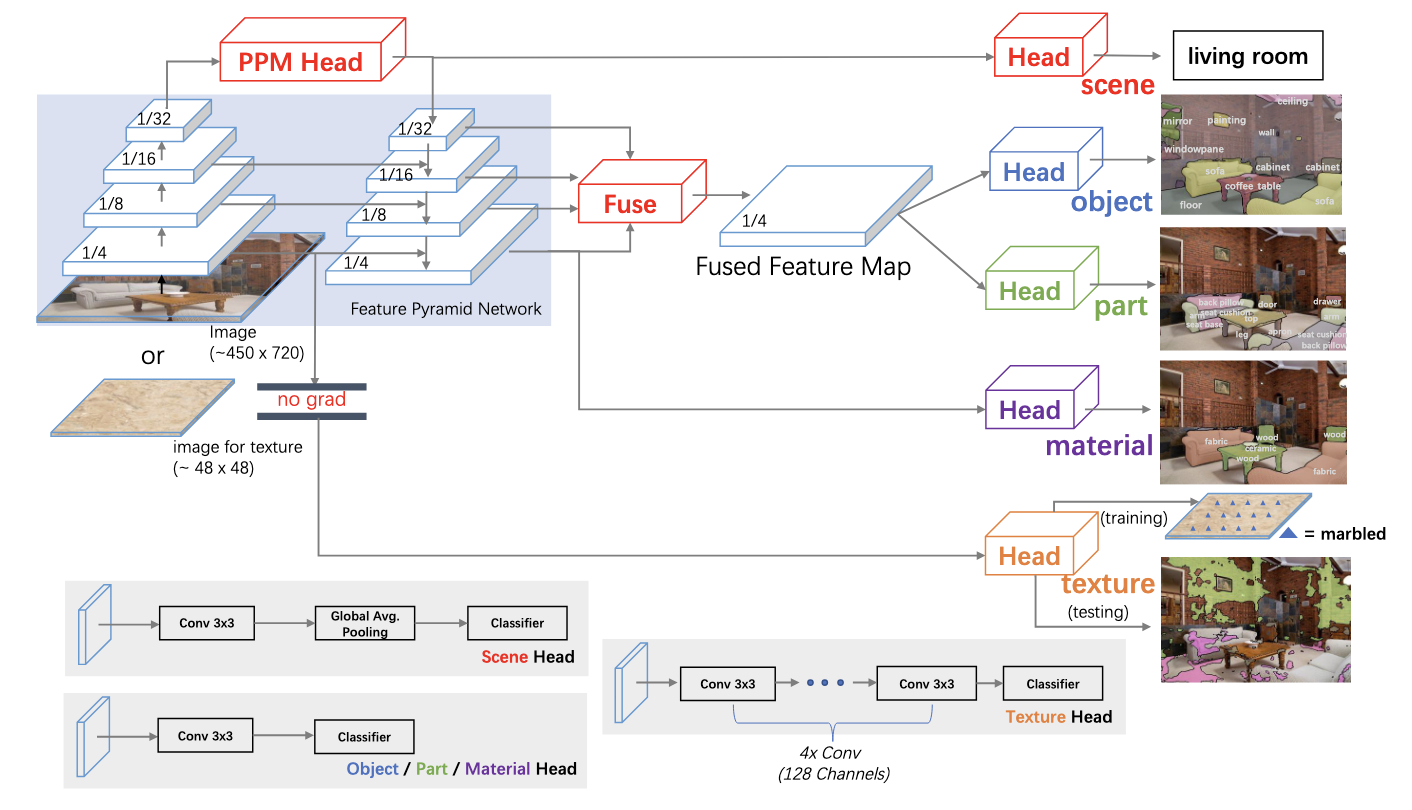 PPM Head
Head
scene
living room
1/32
1/16
1/8
1/4
1/32
1/16
1/8
1/4
Feature Pyramid Network
Fuse
1/4
Fused Feature Map
Head
object
ceiling
mirror
painting
wall
windowpane
sofa
cabinet
cabinet
coffee table
floor
sofa
Head
part
back pillow
door
drawer
seat cushion
arm
top
arm
seat base
leg
apron
seat cushion
back pillow
Image
(~450 x 720)
or
no grad
image for texture
(~ 48 x 48)
Head
material
fabric
wood
wood
ceramic
wood
fabric
Head
texture
(training)
= marbled
(testing)
Conv 3x3
Global Avg.
Pooling
Classifier
Scene Head
Conv 3x3
Classifier
Object / Part / Material Head
Conv 3x3
Conv 3x3
Classifier
Texture Head
4x Conv
(128 Channels)